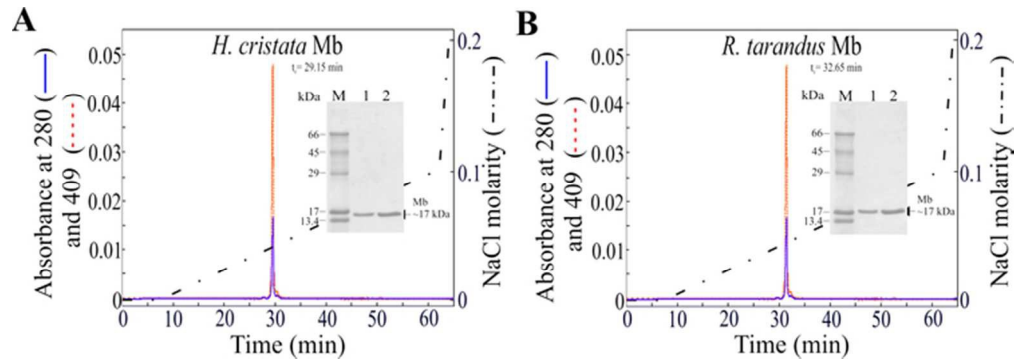 A
H. cristata Mb
tᵣ= 29.15 min
Absorbance at 280 (—)
and 409 (---)
0.05
0.04
0.03
0.02
0.01
0
0.2
0.1
0
NaCl molarity (-·-·-)
kDa M 1 2
66
45
29
17
13.4
Mb
~17 kDa
0 10 20 30 40 50 60
Time (min)
B
R. tarandus Mb
tᵣ= 32.65 min
Absorbance at 280 (—)
and 409 (---)
0.05
0.04
0.03
0.02
0.01
0
0.2
0.1
0
NaCl molarity (-·-·-)
kDa M 1 2
66
45
29
17
13.4
Mb
~17 kDa
0 10 20 30 40 50 60
Time (min)